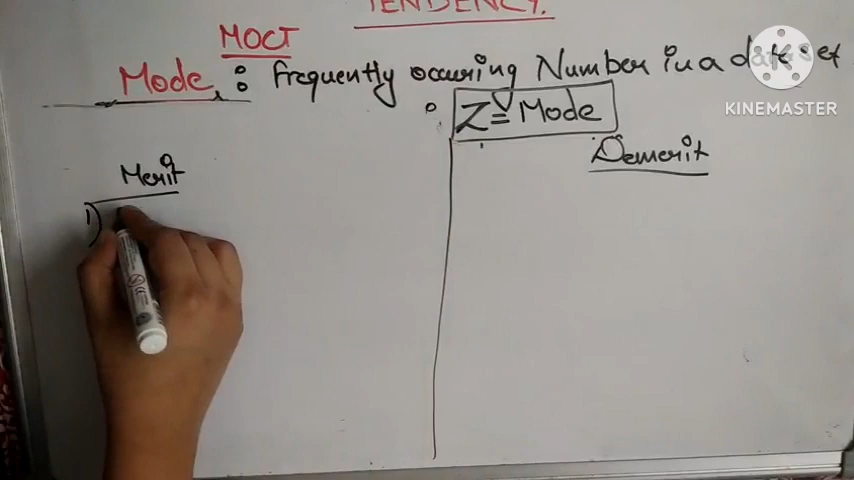 TENDENCY.
MOCT
Mode : frequently occuring Number in a data set
Z = Mode
Merit
Demerit
1)
KINEMASTER